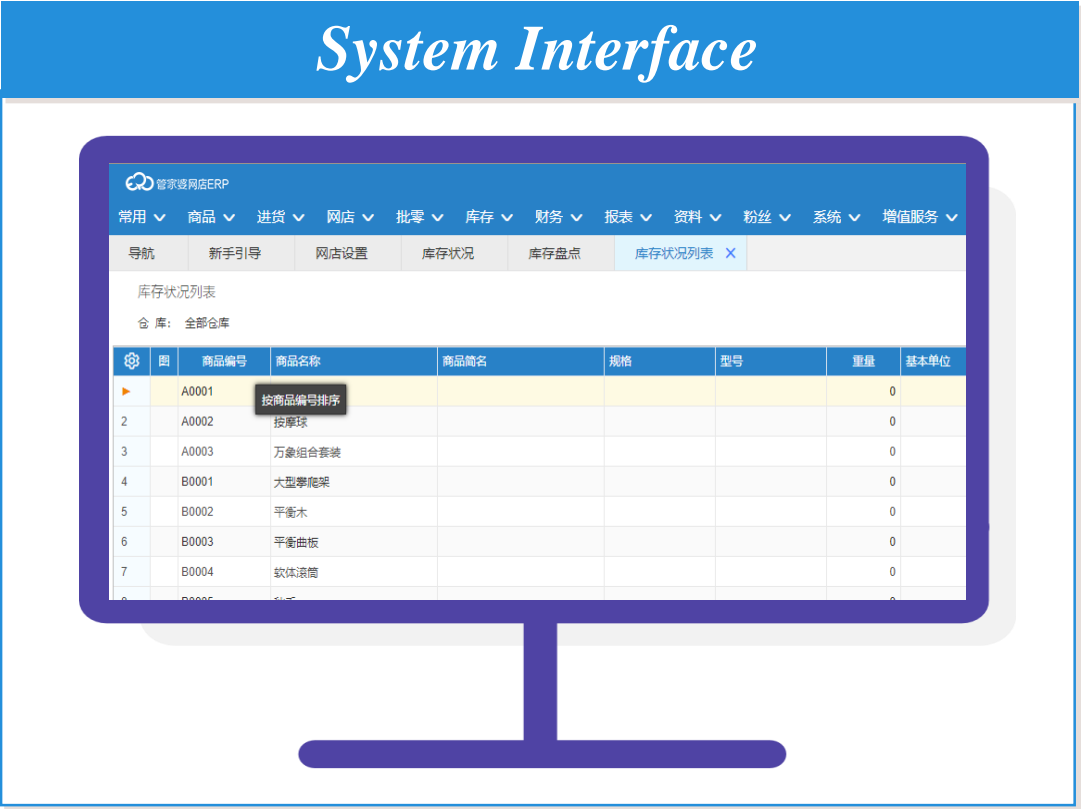 System Interface
管家婆网店ERP
常用 商品 进货 网店 批零 库存 财务 报表 资料 粉丝 系统 增值服务
导航 新手引导 网店设置 库存状况 库存盘点 库存状况列表 X
库存状况列表
仓 库: 全部仓库
图 商品编号 商品名称 商品简名 规格 型号 重量 基本单位
A0001 0
按商品编号排序
2 A0002 按摩球 0
3 A0003 万象组合套装 0
4 B0001 大型攀爬架 0
5 B0002 平衡木 0
6 B0003 平衡曲板 0
7 B0004 软体滚筒 0